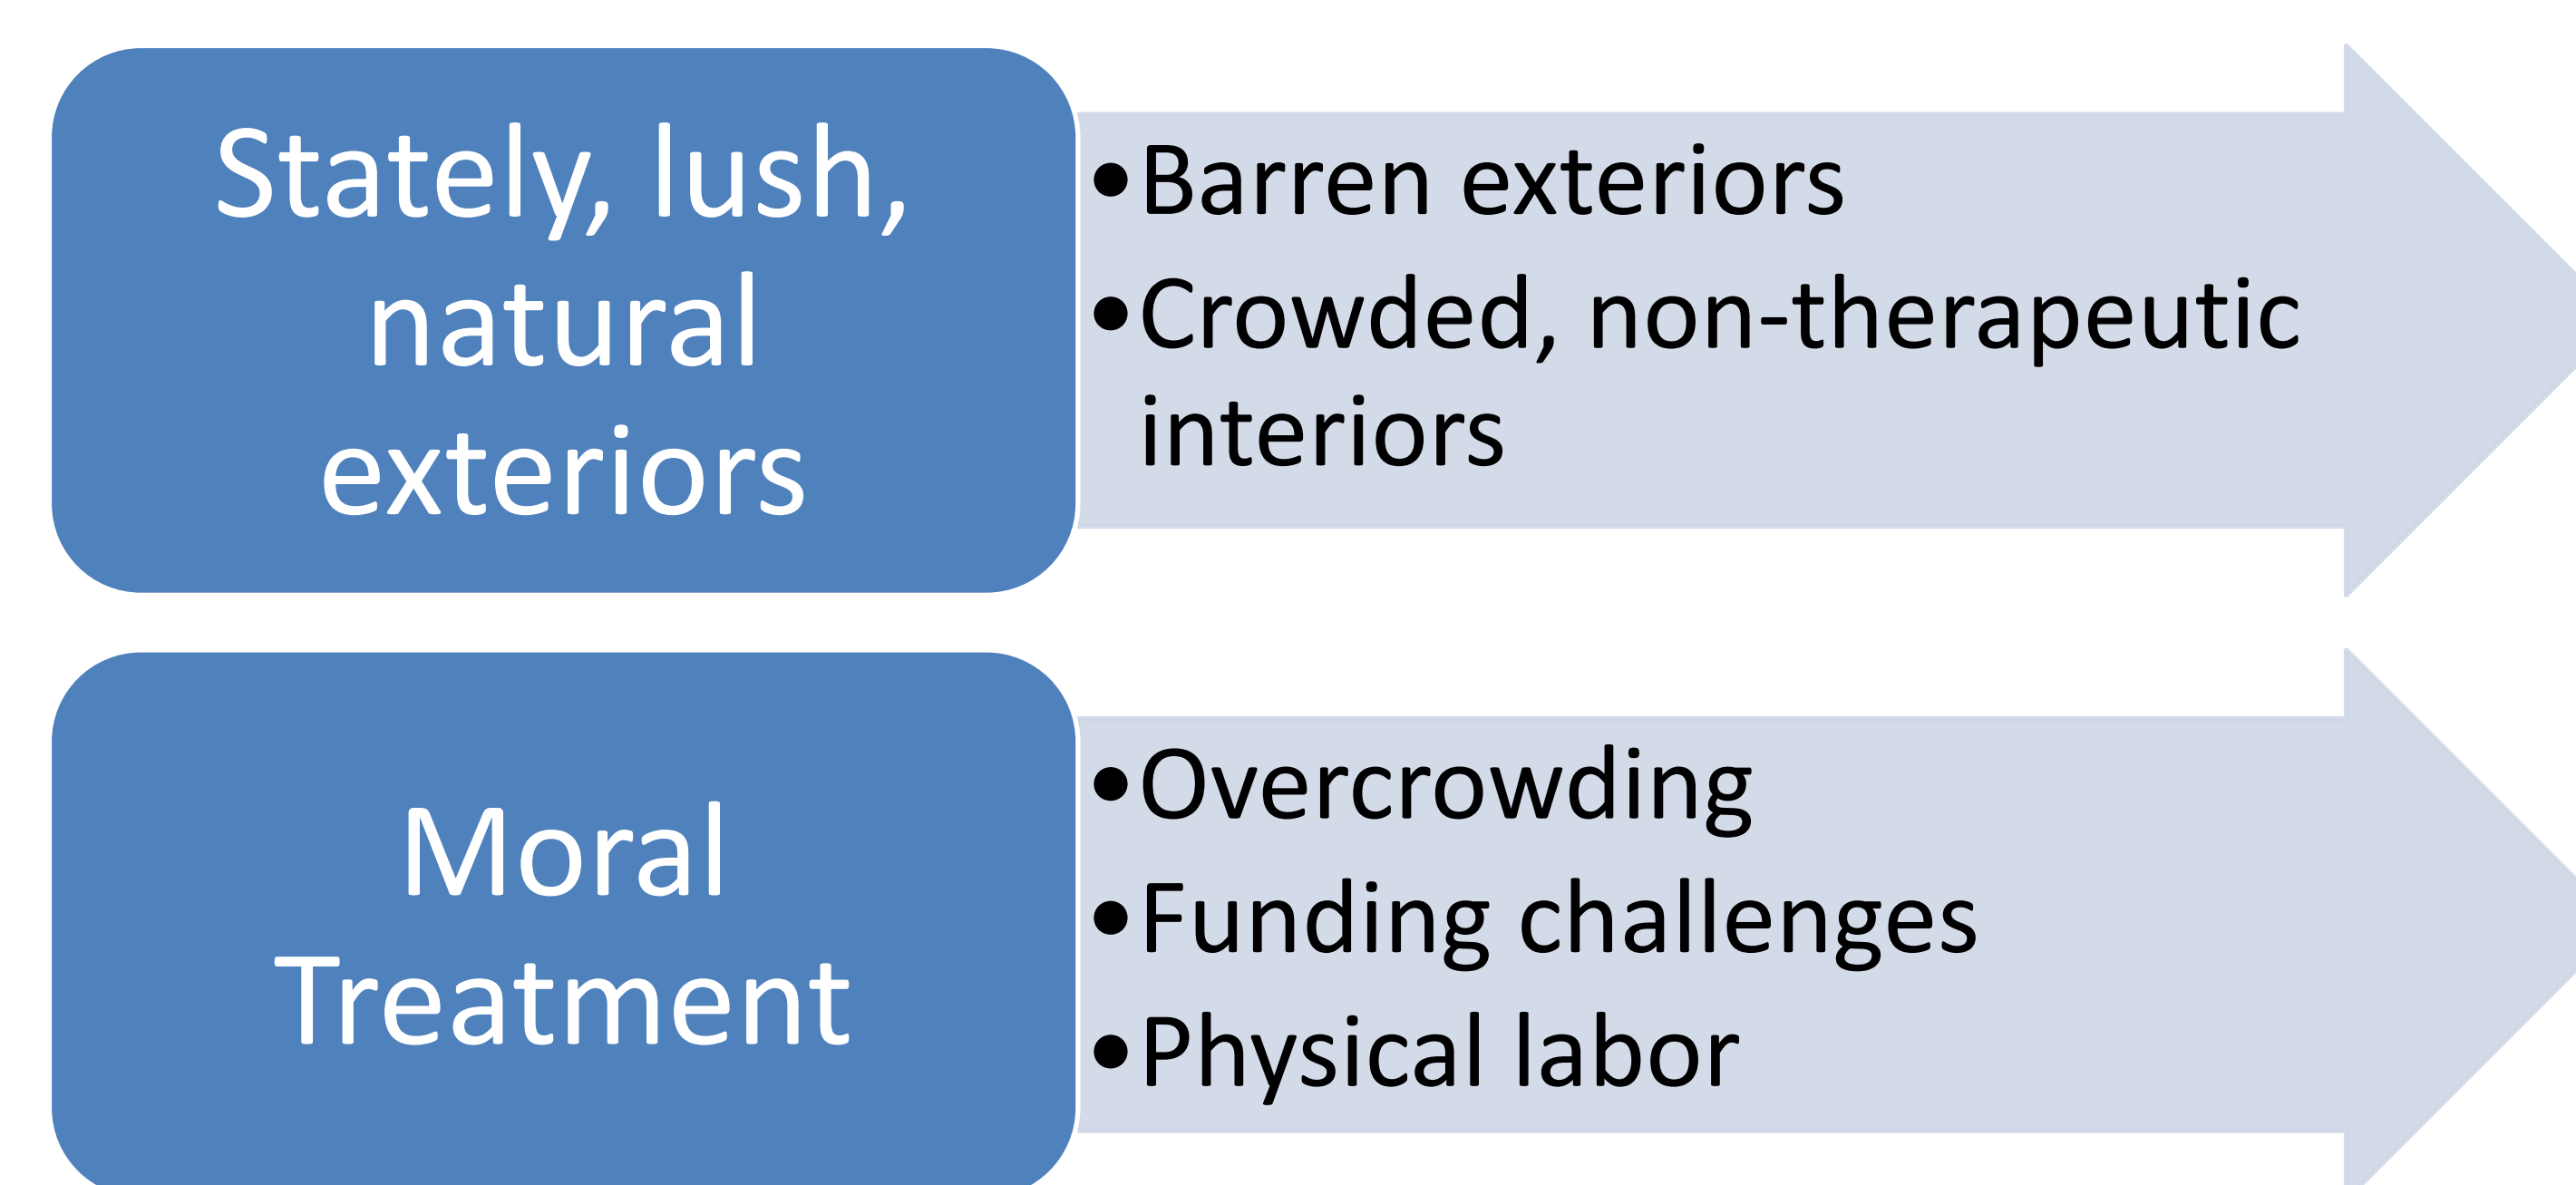 Stately, lush,
natural
exteriors
•Barren exteriors
•Crowded, non-therapeutic
interiors
Moral
Treatment
•Overcrowding
•Funding challenges
•Physical labor